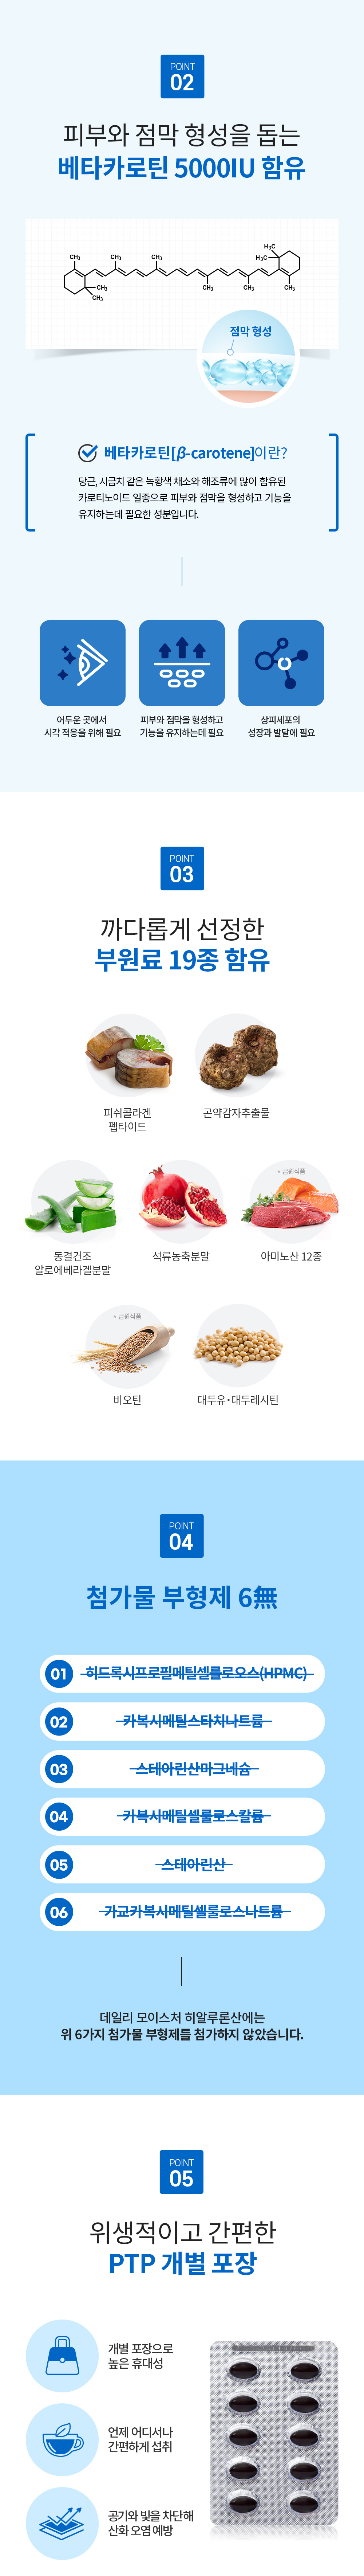 POINT
02
피부와 점막 형성을 돕는
베타카로틴 5000IU 함유
CH₃
CH₃
CH₃
H₃C
H₃C
CH₃
CH₃
CH₃
CH₃
CH₃
점막 형성
베타카로틴[β-carotene]이란?
당근, 시금치 같은 녹황색 채소와 해조류에 많이 함유된
카로티노이드 일종으로 피부와 점막을 형성하고 기능을
유지하는데 필요한 성분입니다.
어두운 곳에서
시각 적응을 위해 필요
피부와 점막을 형성하고
기능을 유지하는데 필요
상피세포의
성장과 발달에 필요
POINT
03
까다롭게 선정한
부원료 19종 함유
피쉬콜라겐
펩타이드
곤약감자추출물
동결건조
알로에베라겔분말
석류농축분말
+ 급원식품
아미노산 12종
+ 급원식품
비오틴
대두유•대두레시틴
POINT
04
첨가물 부형제 6無
01 히드록시프로필메틸셀룰로오스(HPMC)
02 카복시메틸스타치나트륨
03 스테아린산마그네슘
04 카복시메틸셀룰로스칼륨
05 스테아린산
06 가교카복시메틸셀룰로스나트륨
데일리 모이스처 히알루론산에는
위 6가지 첨가물 부형제를 첨가하지 않았습니다.
POINT
05
위생적이고 간편한
PTP 개별 포장
개별 포장으로
높은 휴대성
언제 어디서나
간편하게 섭취
공기와 빛을 차단해
산화 오염 예방